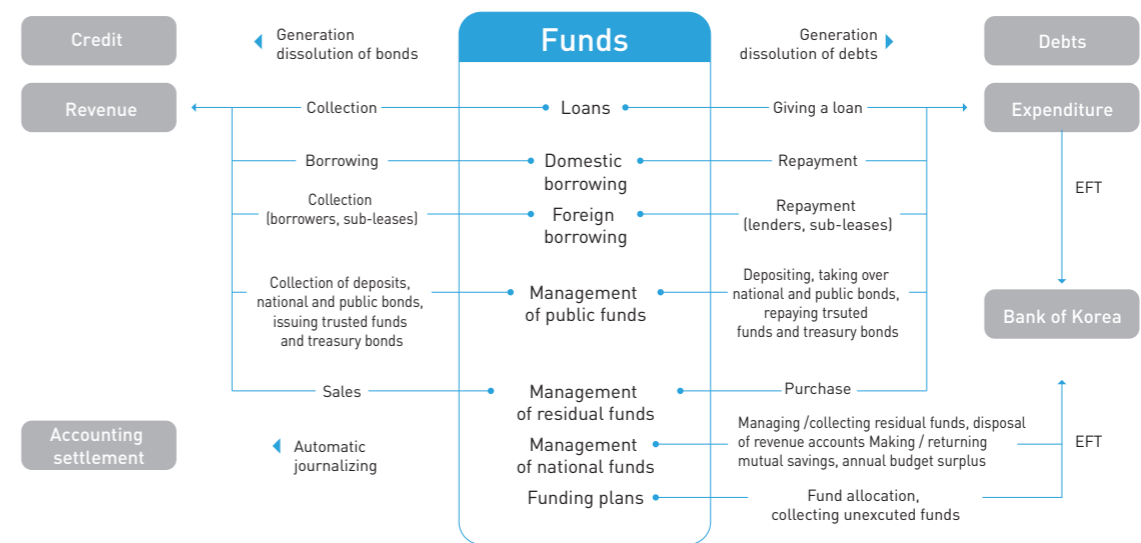 Credit
Generation
dissolution of bonds
Funds
Generation
dissolution of debts
Debts
Revenue
Collection
Loans
Giving a loan
Expenditure
Borrowing
Domestic
borrowing
Repayment
EFT
Collection
(borrowers, sub-leases)
Foreign
borrowing
Repayment
(lenders, sub-leases)
Collection of deposits,
national and public bonds,
issuing trusted funds
and treasury bonds
Management
of public funds
Depositing, taking over
national and public bonds,
repaying trsuted
funds and treasury bonds
Bank of Korea
Sales
Management
of residual funds
Purchase
Accounting
settlement
Automatic
journalizing
Management
of national funds
Managing /collecting residual funds, disposal
of revenue accounts Making / returning
mutual savings, annual budget surplus
EFT
Funding plans
Fund allocation,
collecting unexcuted funds